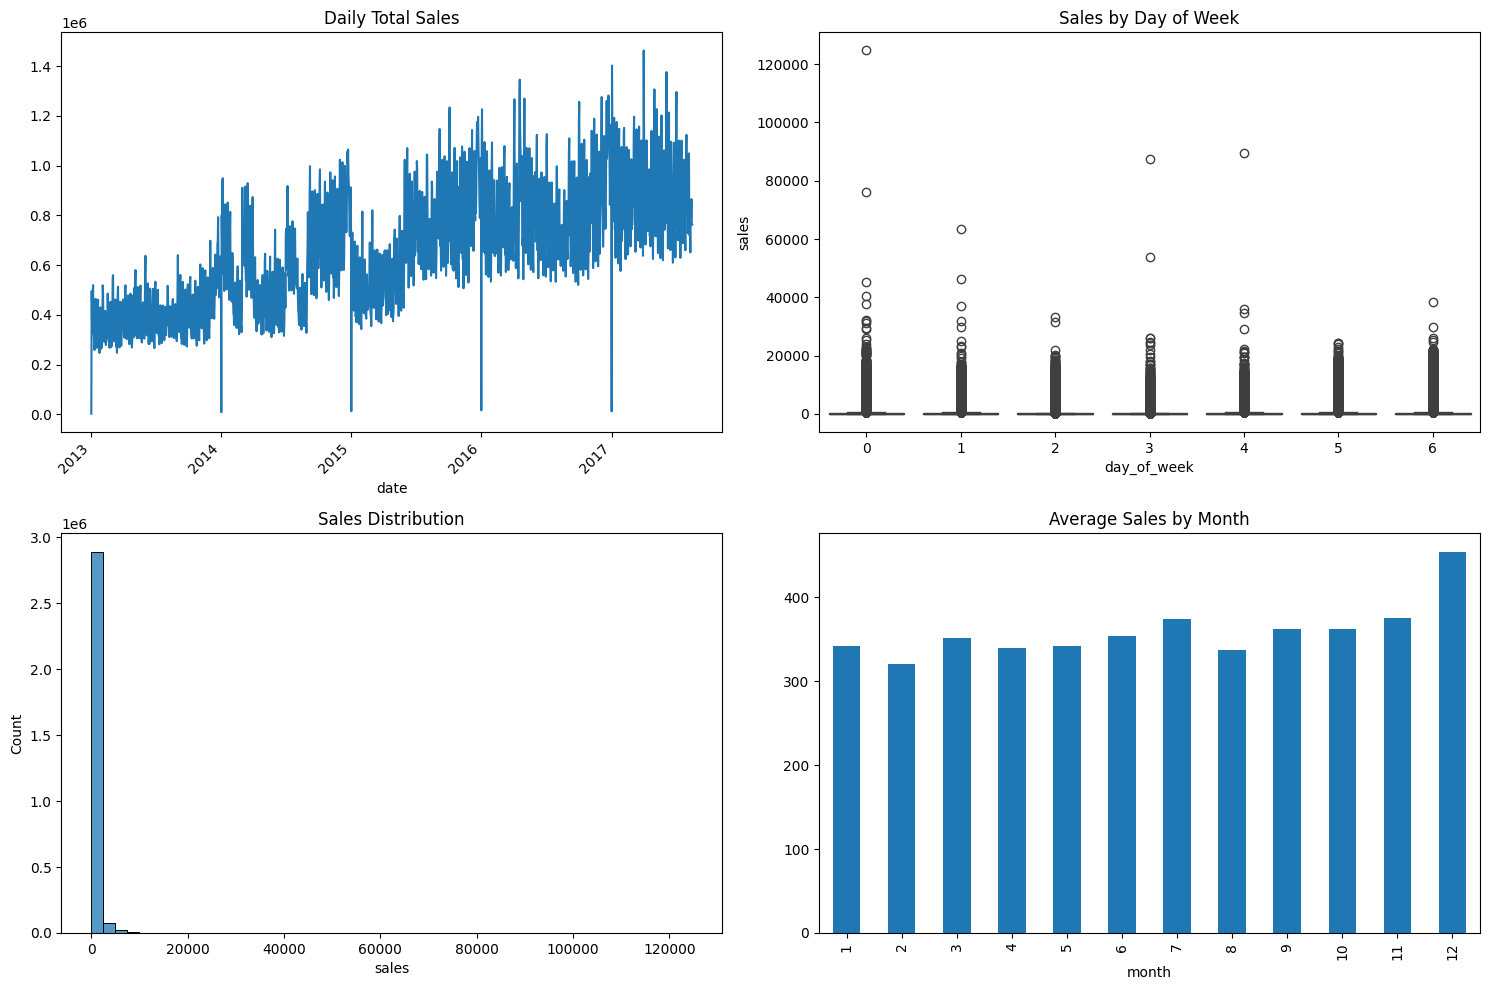 Daily Total Sales
1e6
1.4
1.2
1.0
0.8
0.6
0.4
0.2
0.0
2013 2014 2015 2016 2017
date
Sales by Day of Week
120000
100000
80000
60000
40000
20000
0
sales
0 1 2 3 4 5 6
day_of_week
Sales Distribution
1e6
3.0
2.5
2.0
1.5
1.0
0.5
0.0
Count
0 20000 40000 60000 80000 100000 120000
sales
Average Sales by Month
400
300
200
100
0
1 2 3 4 5 6 7 8 9 10 11 12
month